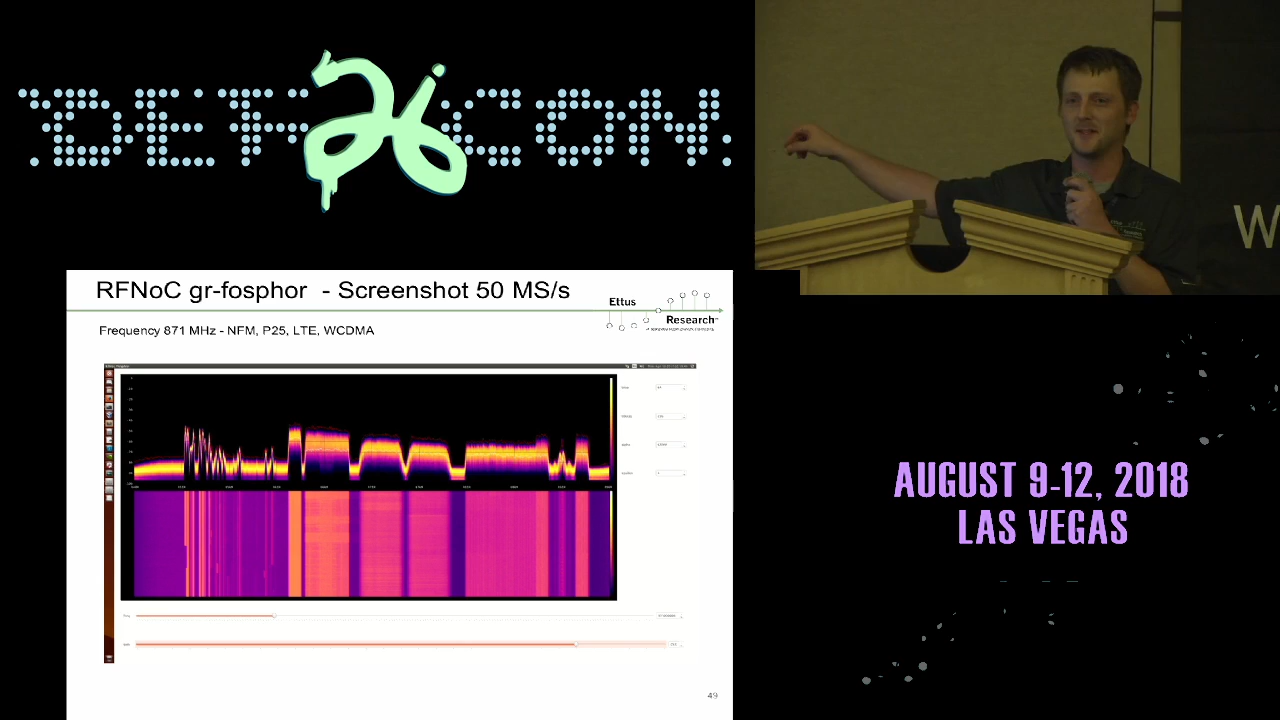 DEF CON
26
RFNoC gr-fosphor - Screenshot 50 MS/s
Ettus
Research
Frequency 871 MHz - NFM, P25, LTE, WCDMA
49
W
AUGUST 9-12, 2018
LAS VEGAS